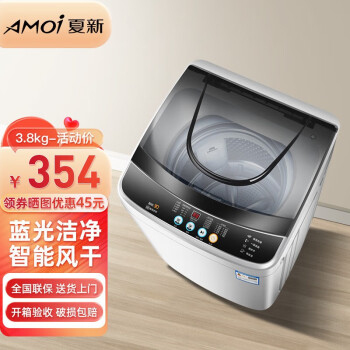 AMOi 夏新
3.8kg-活动价
¥354
领券晒图优惠45元
蓝光洁净
智能风干
全国联保 送货上门
开箱验收 破损包赔